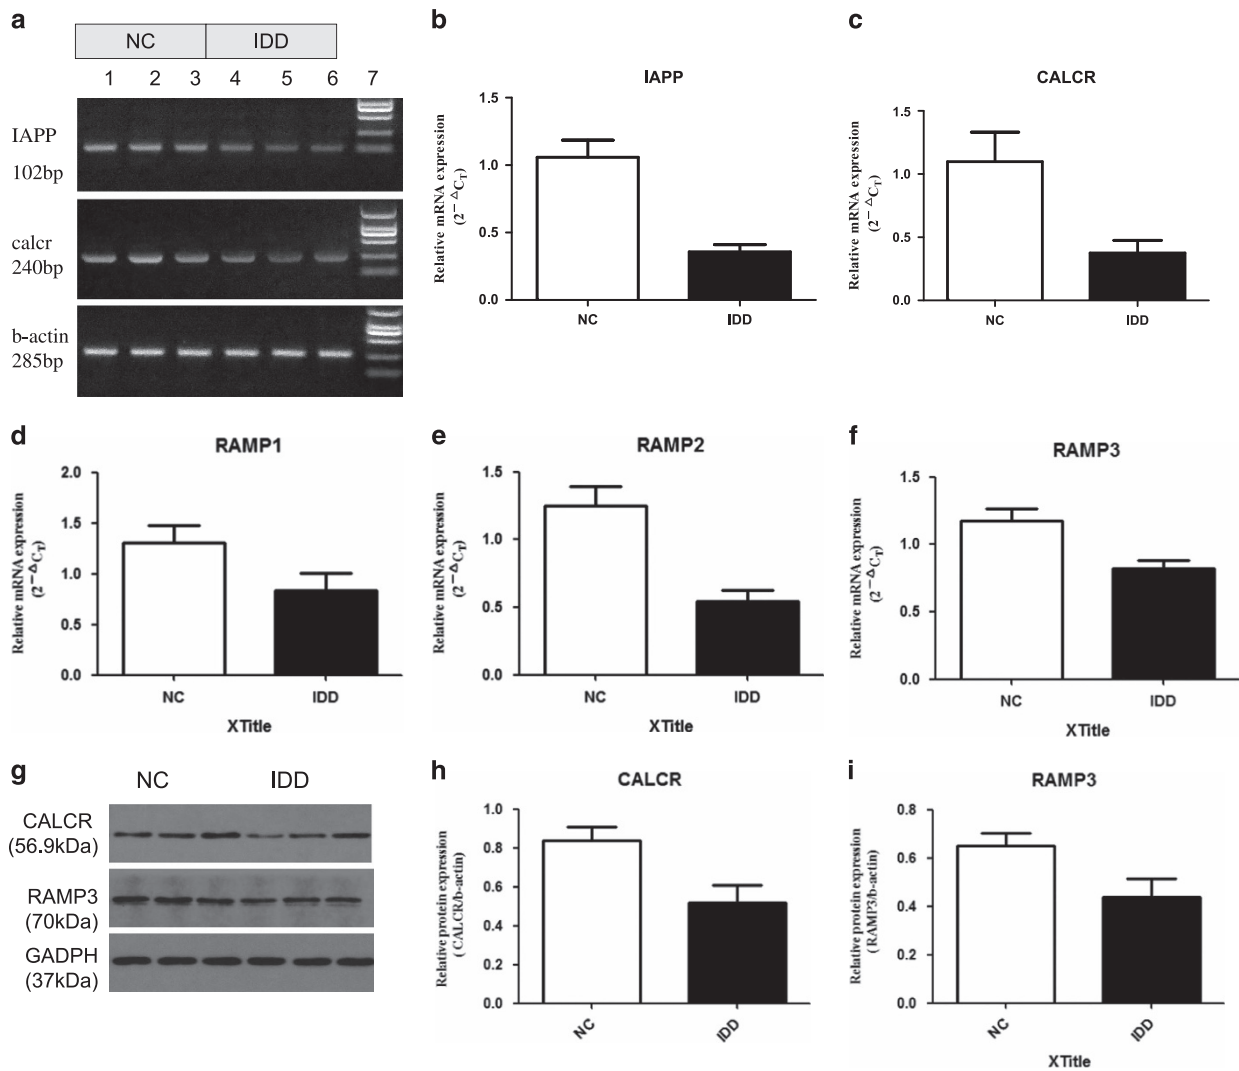 a
NC IDD
1 2 3 4 5 6 7
IAPP
102bp
calcr
240bp
b-actin
285bp
b
IAPP
Relative mRNA expression
(2⁻ΔCT)
1.5
1.0
0.5
0.0
NC IDD
c
CALCR
Relative mRNA expression
(2⁻ΔCT)
1.5
1.0
0.5
0.0
NC IDD
d
RAMP1
Relative mRNA expression
(2⁻ΔCT)
2.0
1.5
1.0
0.5
0.0
NC IDD
XTitle
e
RAMP2
Relative mRNA expression
(2⁻ΔCT)
1.5
1.0
0.5
0.0
NC IDD
XTitle
f
RAMP3
Relative mRNA expression
(2⁻ΔCT)
1.5
1.0
0.5
0.0
NC IDD
XTitle
g
NC IDD
CALCR
(56.9kDa)
RAMP3
(70kDa)
GADPH
(37kDa)
h
CALCR
Relative protein expression
(CALCR/b-actin)
1.0
0.8
0.6
0.4
0.2
0.0
NC IDD
i
RAMP3
Relative protein expression
(RAMP3/b-actin)
0.8
0.6
0.4
0.2
0.0
NC IDD
XTitle